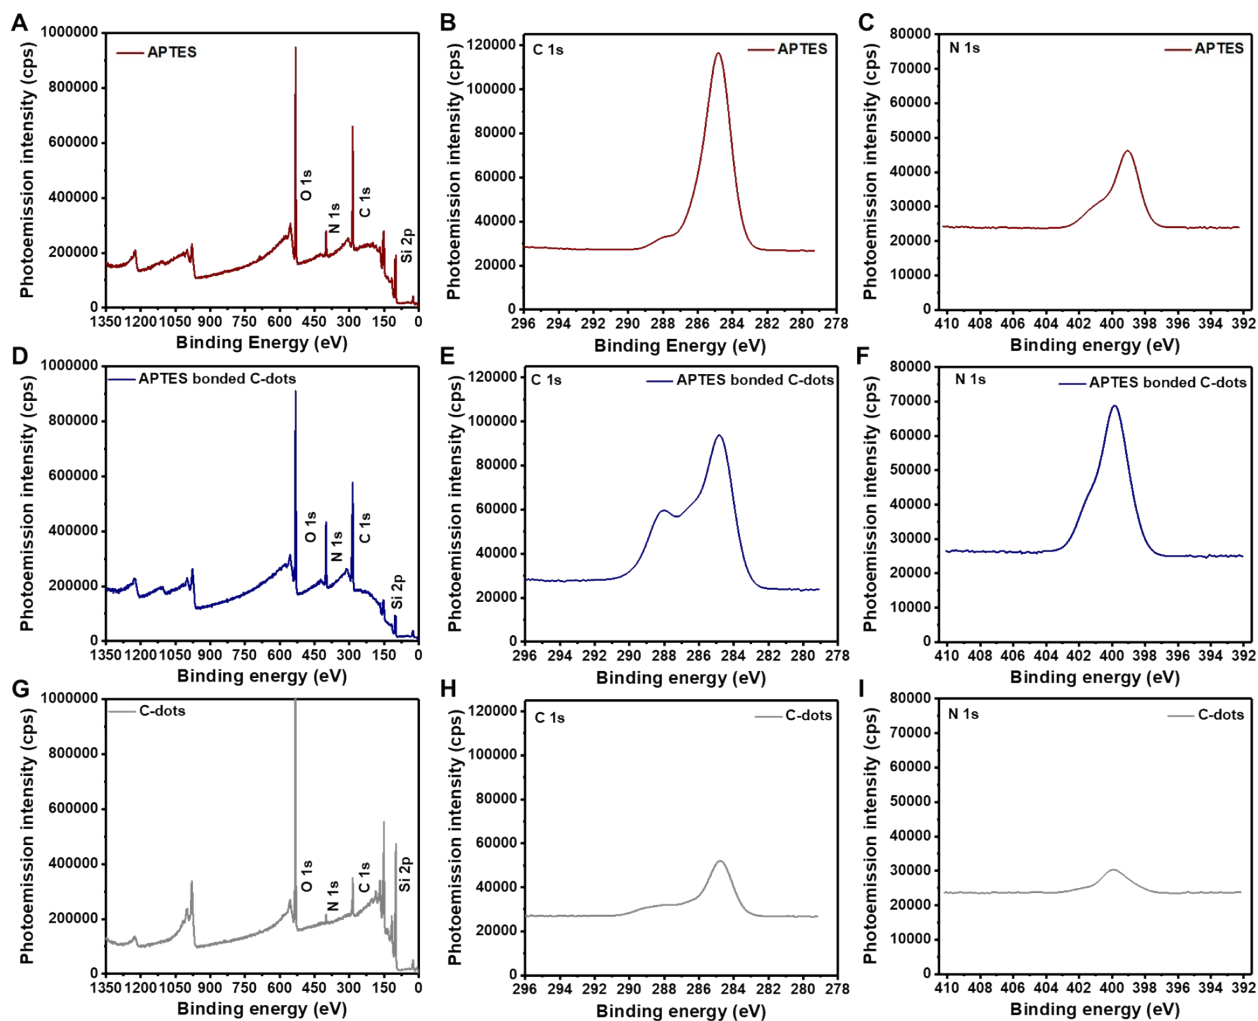 A
Photoemission intensity (cps)
1000000
800000
600000
400000
200000
0
APTES
O 1s
N 1s
C 1s
Si 2p
1350 1200 1050 900 750 600 450 300 150 0
Binding Energy (eV)
B
Photoemission intensity (cps)
120000
100000
80000
60000
40000
20000
0
C 1s
APTES
296 294 292 290 288 286 284 282 280 278
Binding Energy (eV)
C
Photoemission intensity (cps)
80000
70000
60000
50000
40000
30000
20000
10000
0
N 1s
APTES
410 408 406 404 402 400 398 396 394 392
Binding Energy (eV)
D
Photoemission intensity (cps)
1000000
800000
600000
400000
200000
0
APTES bonded C-dots
O 1s
N 1s
C 1s
Si 2p
1350 1200 1050 900 750 600 450 300 150 0
Binding energy (eV)
E
Photoemission intensity (cps)
120000
100000
80000
60000
40000
20000
0
C 1s
APTES bonded C-dots
296 294 292 290 288 286 284 282 280 278
Binding energy (eV)
F
Photoemission intensity (cps)
80000
70000
60000
50000
40000
30000
20000
10000
0
N 1s
APTES bonded C-dots
410 408 406 404 402 400 398 396 394 392
Binding energy (eV)
G
Photoemission intensity (cps)
1000000
800000
600000
400000
200000
0
C-dots
O 1s
N 1s
C 1s
Si 2p
1350 1200 1050 900 750 600 450 300 150 0
Binding energy (eV)
H
Photoemission intensity (cps)
120000
100000
80000
60000
40000
20000
0
C 1s
C-dots
296 294 292 290 288 286 284 282 280 278
Binding energy (eV)
I
Photoemission intensity (cps)
80000
70000
60000
50000
40000
30000
20000
10000
0
N 1s
C-dots
410 408 406 404 402 400 398 396 394 392
Binding energy (eV)